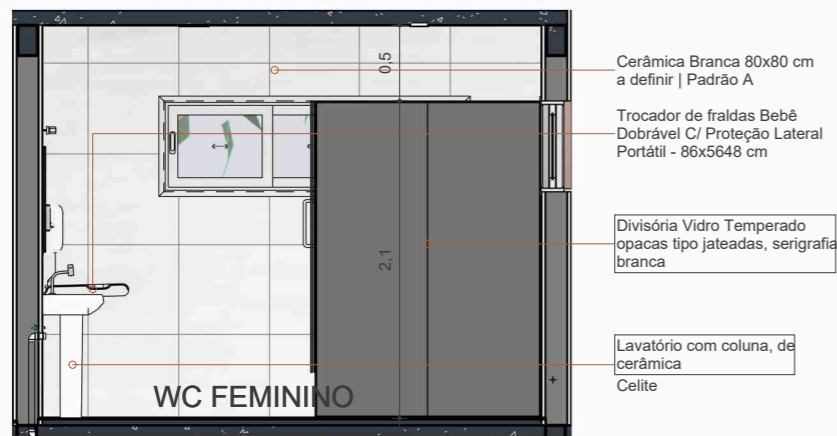 0,5
Cerâmica Branca 80x80 cm
a definir | Padrão A
Trocador de fraldas Bebê
Dobrável C/ Proteção Lateral
Portátil - 86x5648 cm
Divisória Vidro Temperado
opacas tipo jateadas, serigrafia
branca
2,1
Lavatório com coluna, de
cerâmica
Celite
WC FEMININO